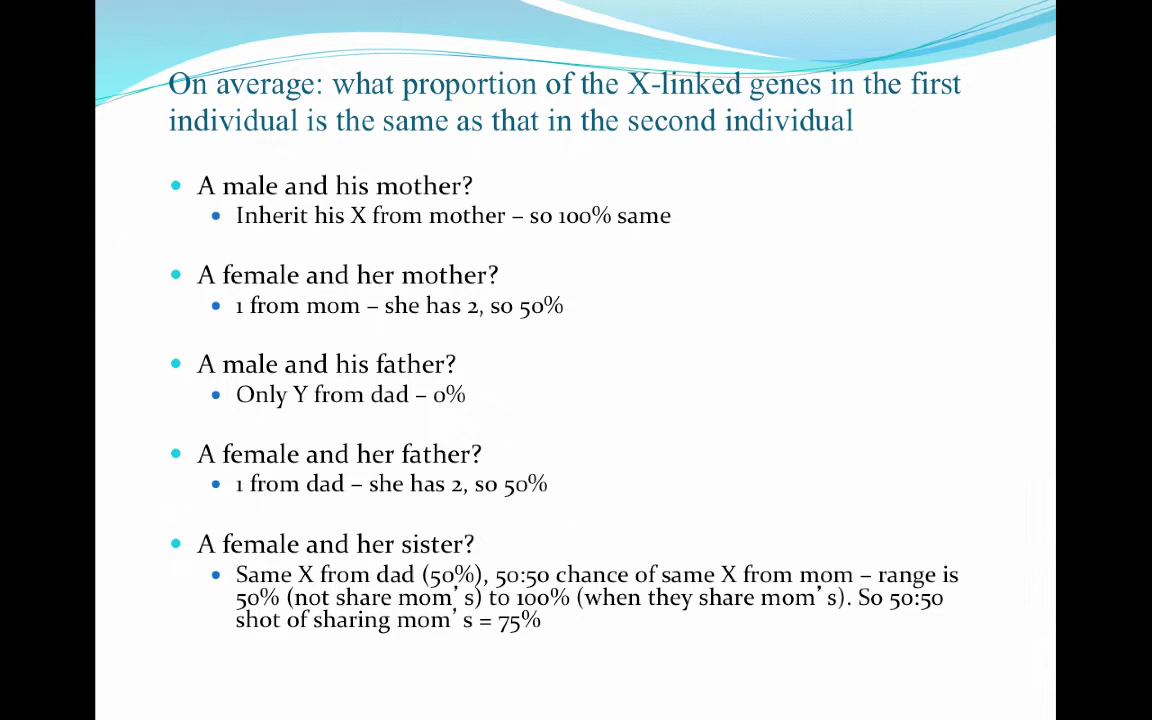 On average: what proportion of the X-linked genes in the first
individual is the same as that in the second individual
• A male and his mother?
• Inherit his X from mother – so 100% same
• A female and her mother?
• 1 from mom – she has 2, so 50%
• A male and his father?
• Only Y from dad – 0%
• A female and her father?
• 1 from dad – she has 2, so 50%
• A female and her sister?
• Same X from dad (50%), 50:50 chance of same X from mom – range is
50% (not share mom’s) to 100% (when they share mom’s). So 50:50
shot of sharing mom’s = 75%